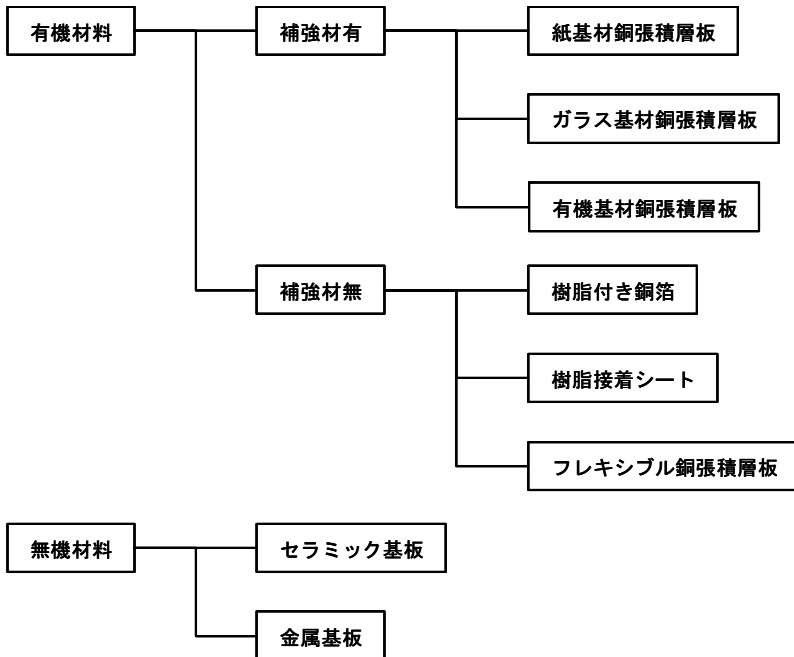 有機材料
補強材有
紙基材銅張積層板
ガラス基材銅張積層板
有機基材銅張積層板
補強材無
樹脂付き銅箔
樹脂接着シート
フレキシブル銅張積層板
無機材料
セラミック基板
金属基板